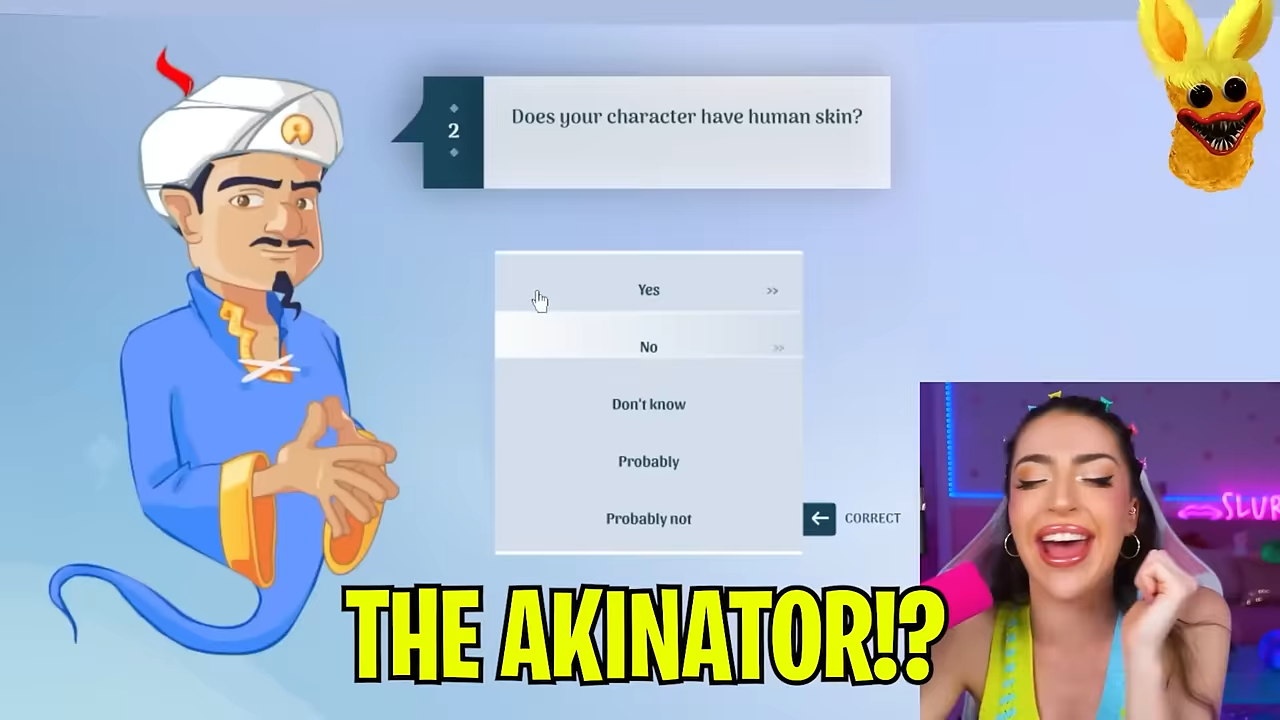 Does your character have human skin?
2
Yes
No
Don't know
Probably
Probably not
CORRECT
THE AKINATOR!?